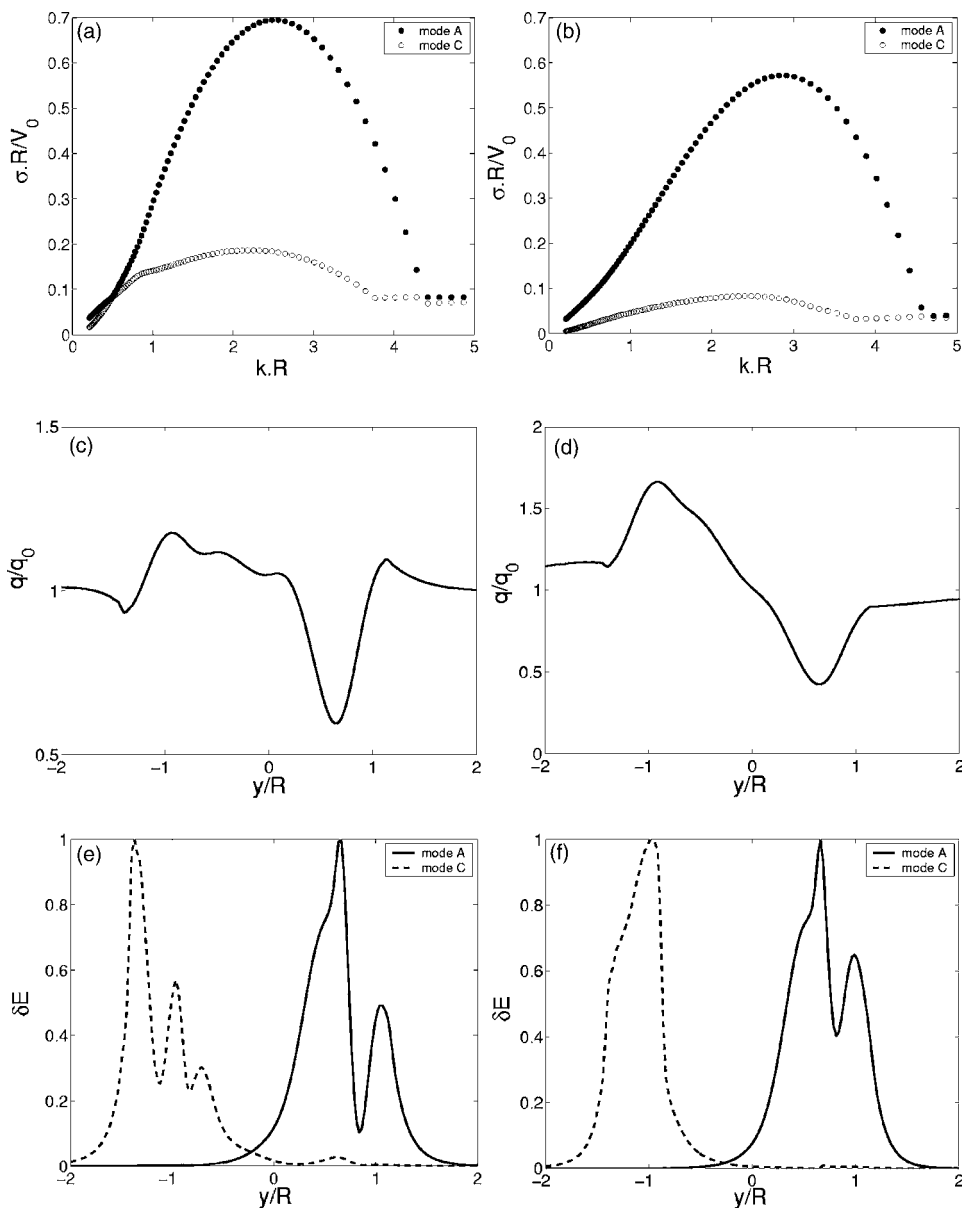 (a)
mode A
mode C
σ.R/V₀
0.7
0.6
0.5
0.4
0.3
0.2
0.1
0
0 1 2 3 4 5
k.R
(b)
mode A
mode C
σ.R/V₀
0.7
0.6
0.5
0.4
0.3
0.2
0.1
0
0 1 2 3 4 5
k.R
(c)
q/q₀
1.5
1
0.5
−2 −1 0 1 2
y/R
(d)
q/q₀
2
1.5
1
0.5
0
−2 −1 0 1 2
y/R
(e)
mode A
mode C
δE
1
0.8
0.6
0.4
0.2
0
−2 −1 0 1 2
y/R
(f)
mode A
mode C
δE
1
0.8
0.6
0.4
0.2
0
−2 −1 0 1 2
y/R